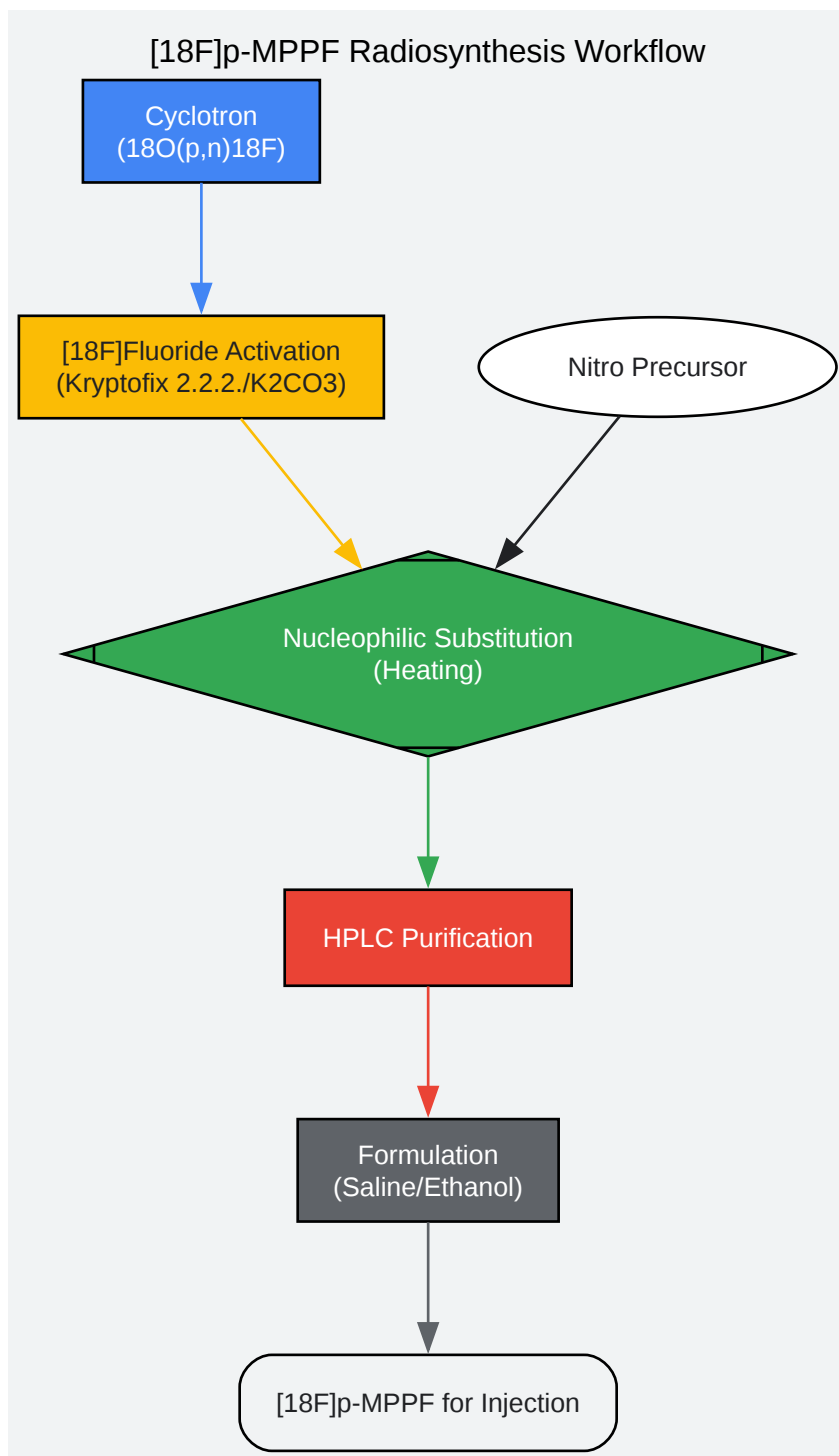 [18F]p-MPPF Radiosynthesis Workflow
Cyclotron
(18O(p,n)18F)
[18F]Fluoride Activation
(Kryptofix 2.2.2./K2CO3)
Nitro Precursor
Nucleophilic Substitution
(Heating)
HPLC Purification
Formulation
(Saline/Ethanol)
[18F]p-MPPF for Injection